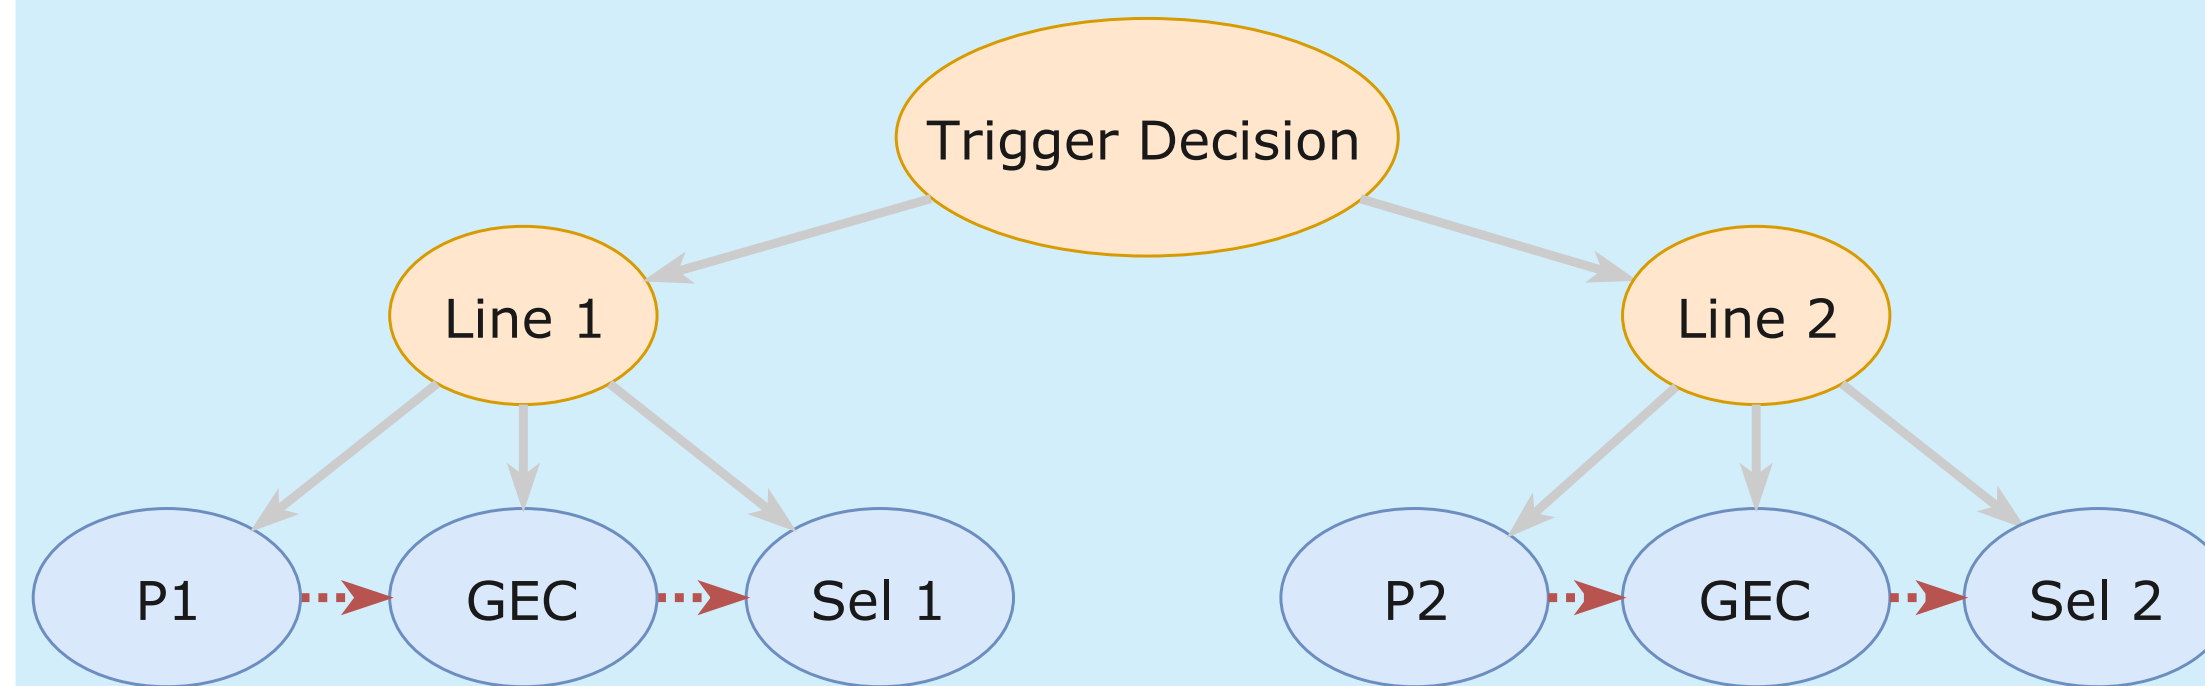 Trigger Decision
Line 1
Line 2
P1
GEC
Sel 1
P2
GEC
Sel 2